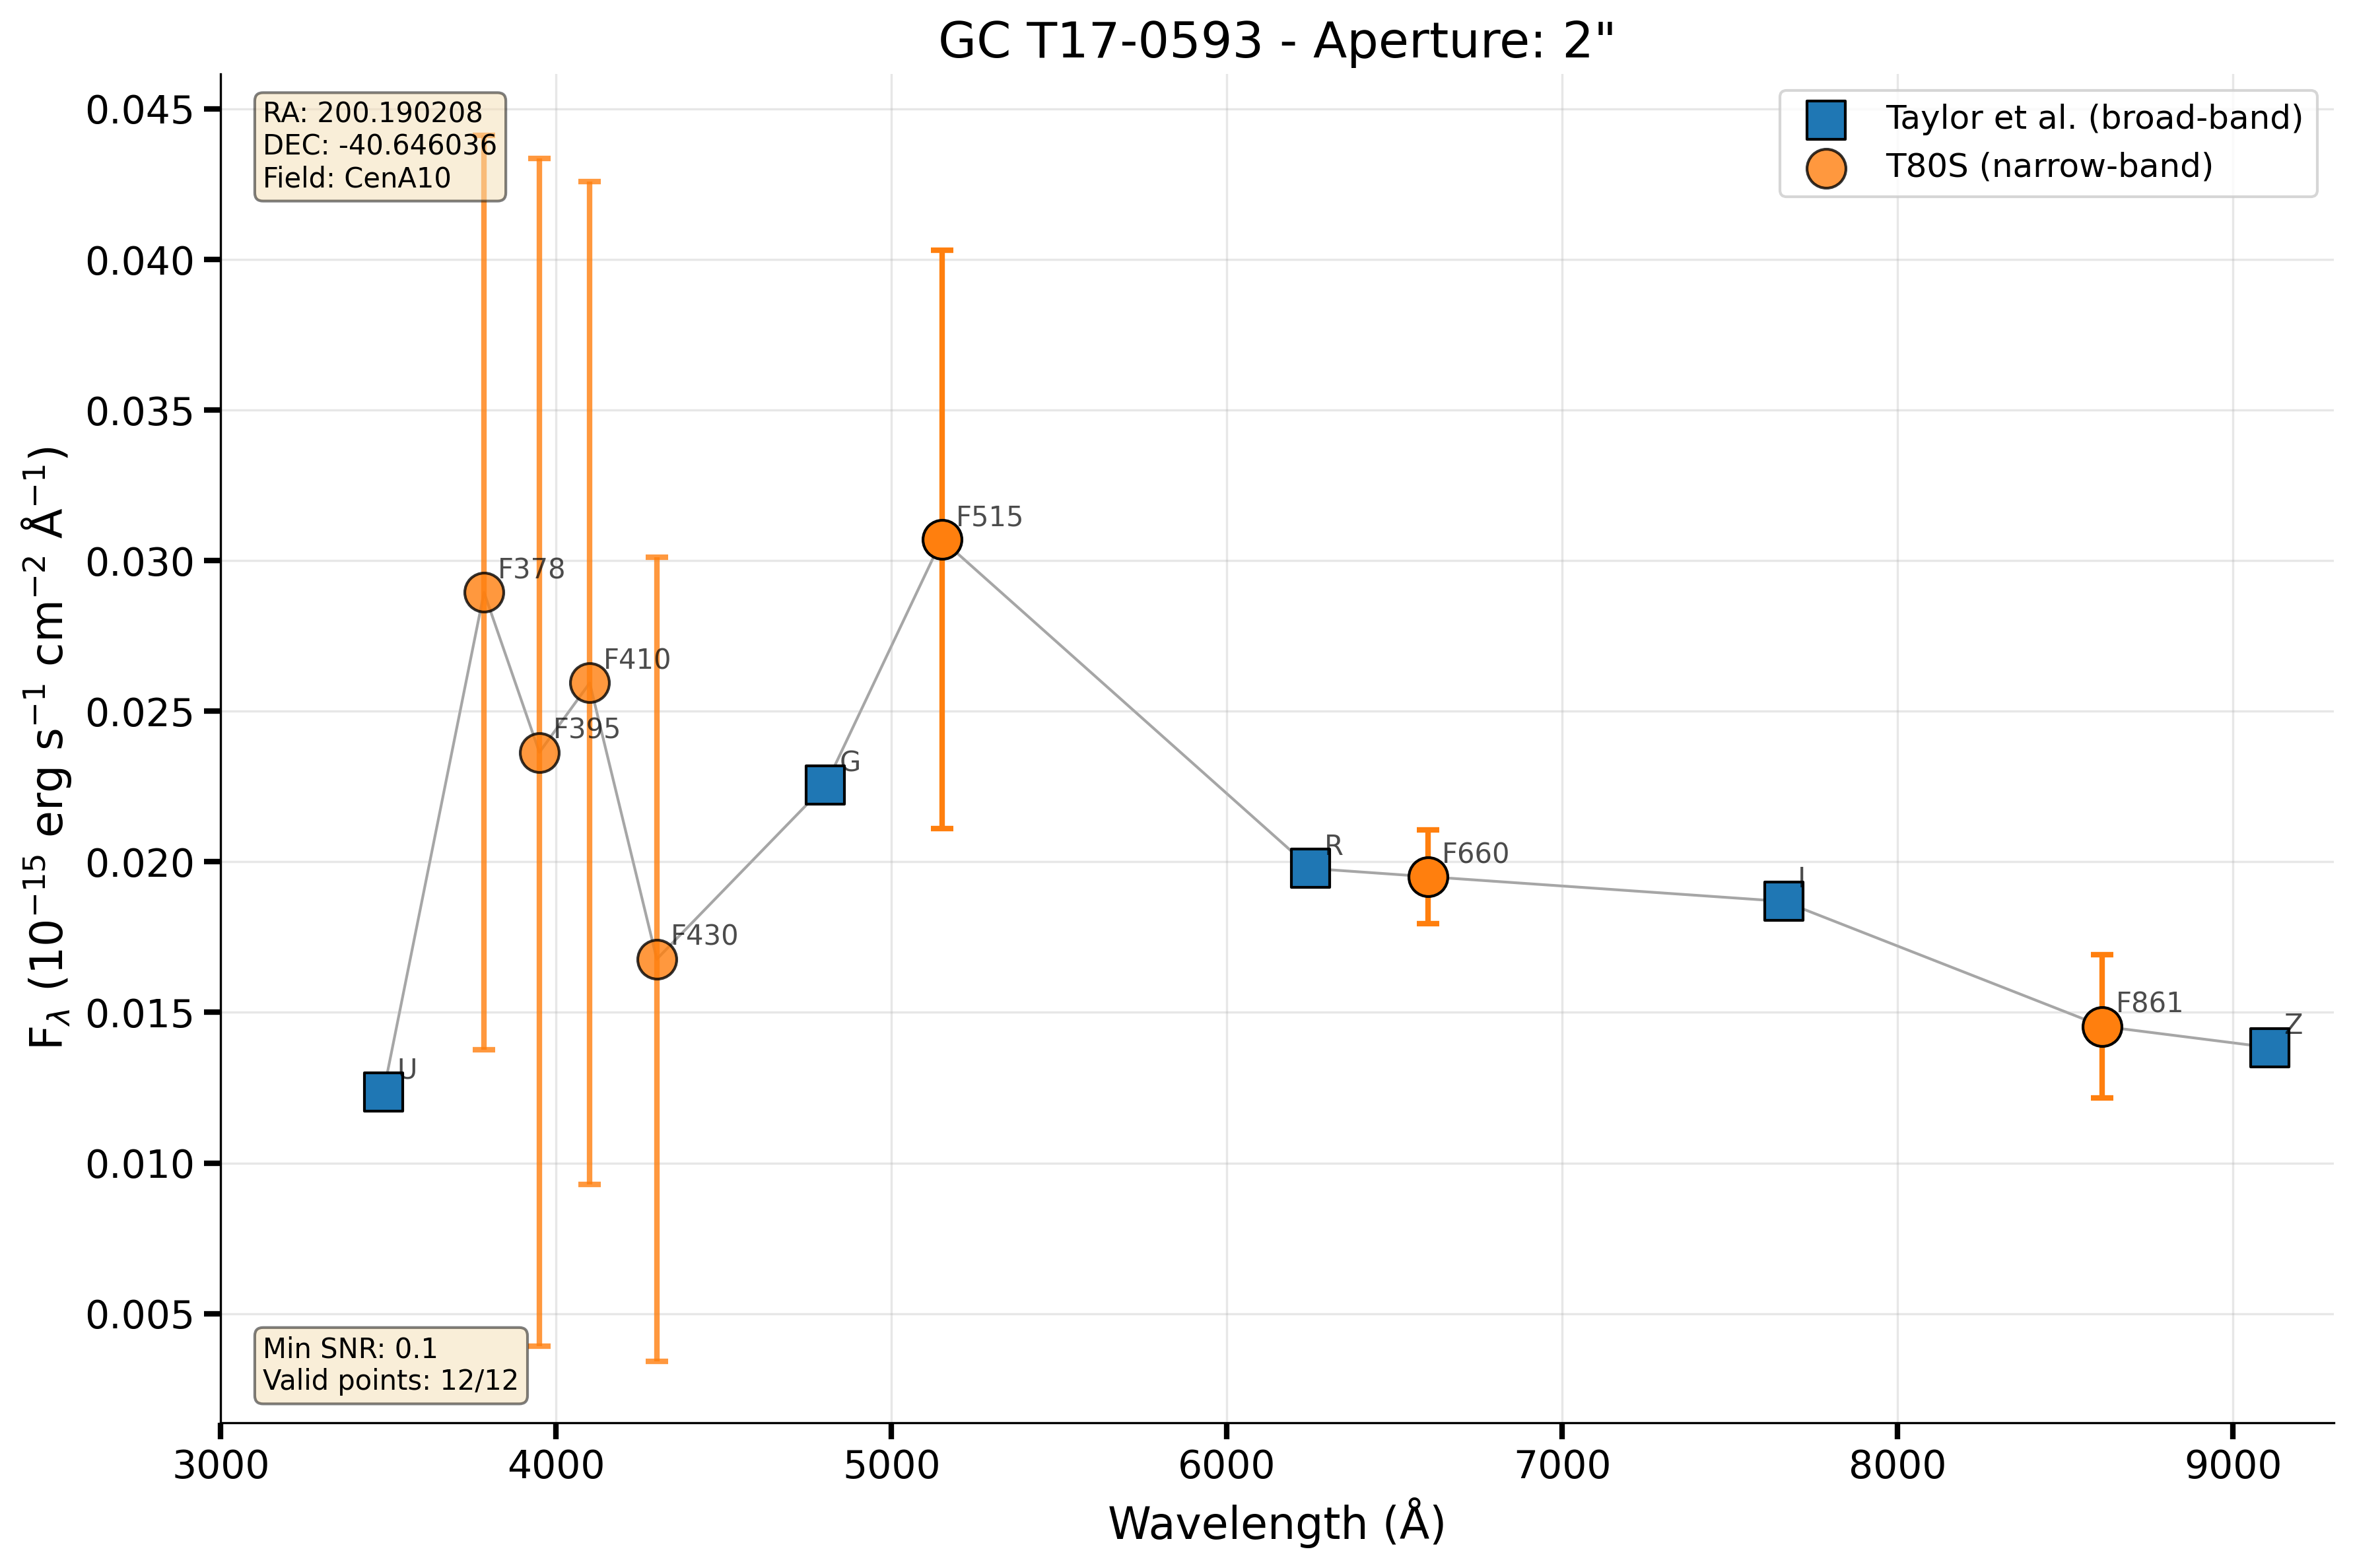 GC T17-0593 - Aperture: 2"
RA: 200.190208
DEC: -40.646036
Field: CenA10
Taylor et al. (broad-band)
T80S (narrow-band)
0.045
0.040
0.035
0.030
0.025
0.020
0.015
0.010
0.005
F_λ (10⁻¹⁵ erg s⁻¹ cm⁻² Å⁻¹)
U
F378
F395
F410
F430
G
F515
R
F660
I
F861
Z
Min SNR: 0.1
Valid points: 12/12
3000 4000 5000 6000 7000 8000 9000
Wavelength (Å)